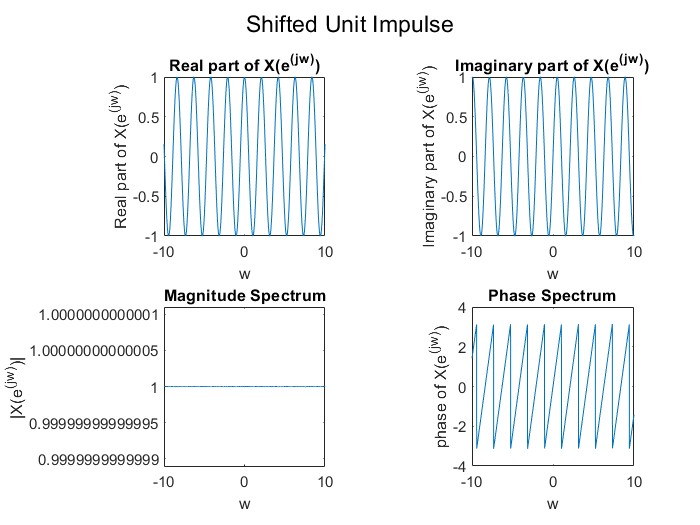 Shifted Unit Impulse
Real part of X(e^(jw))
Real part of X(e^(jw))
1
0.5
0
-0.5
-1
-10 0 10
w
Imaginary part of X(e^(jw))
Imaginary part of X(e^(jw))
1
0.5
0
-0.5
-1
-10 0 10
w
Magnitude Spectrum
|X(e^(jw))|
1.0000000000001
1.00000000000005
1
0.99999999999995
0.9999999999999
-10 0 10
w
Phase Spectrum
phase of X(e^(jw))
4
2
0
-2
-4
-10 0 10
w